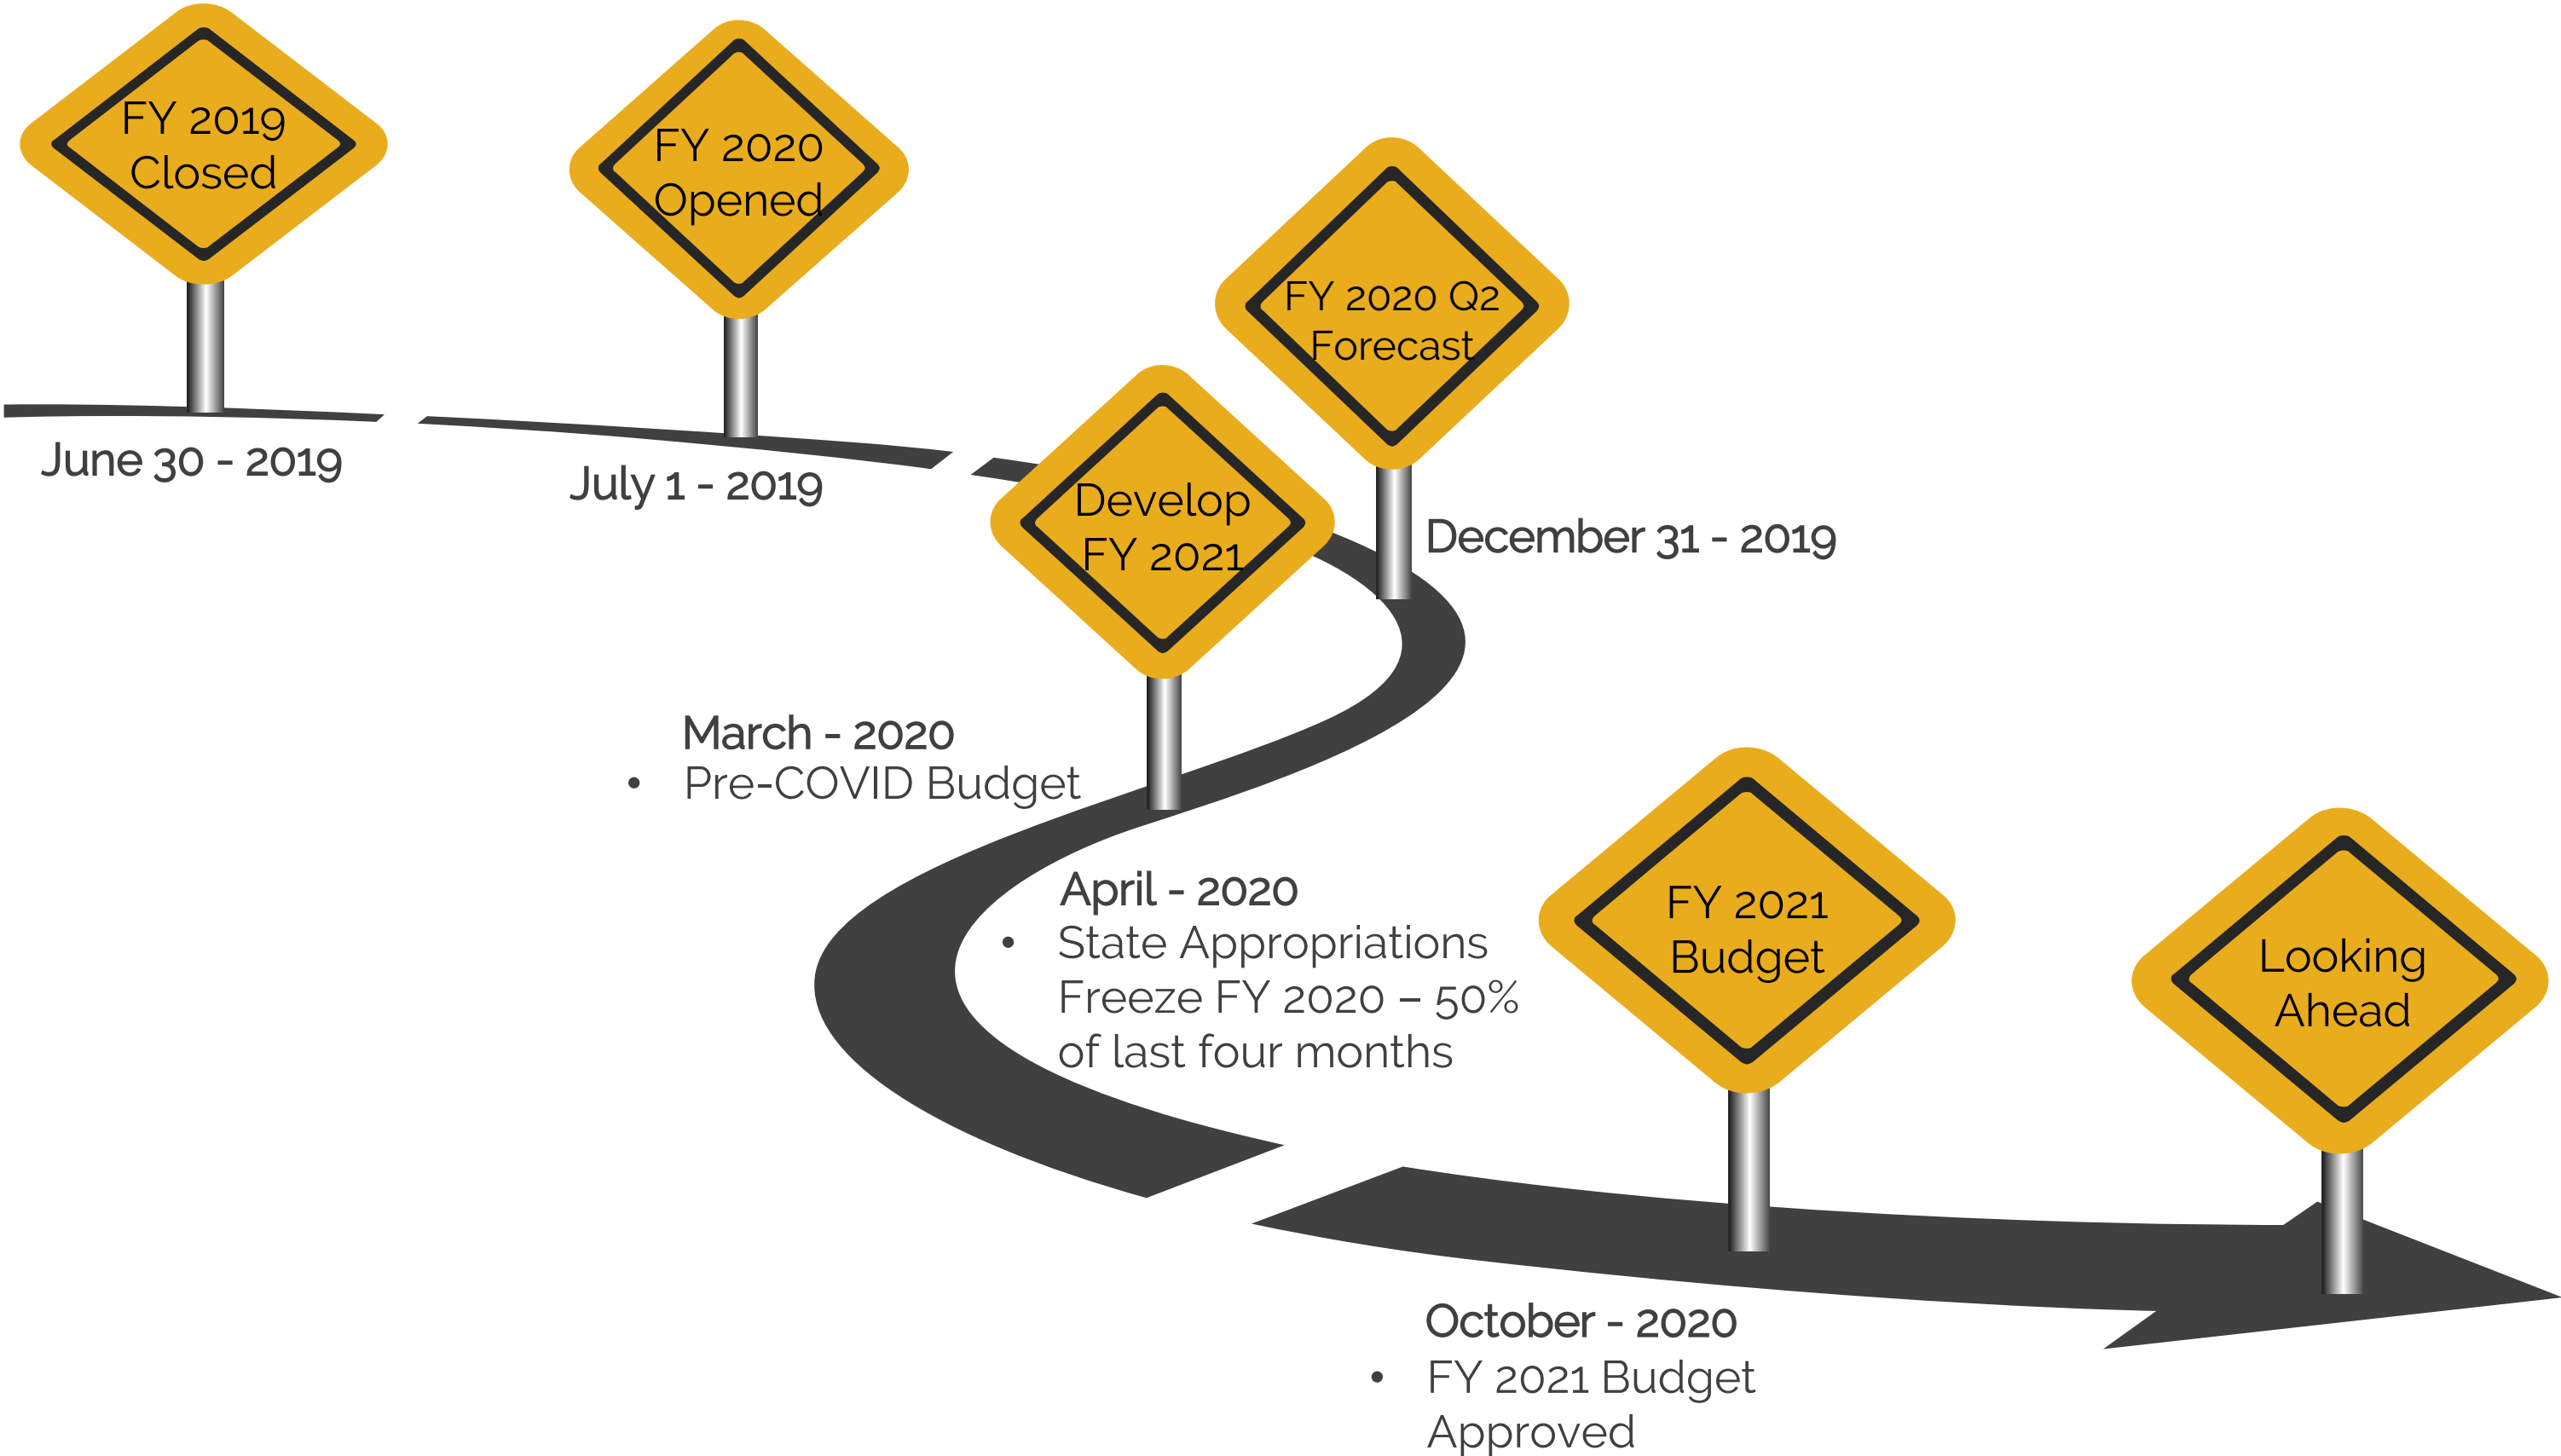 FY 2019
Closed
June 30 - 2019
FY 2020
Opened
July 1 - 2019
FY 2020 Q2
Forecast
December 31 - 2019
Develop
FY 2021
March - 2020
• Pre-COVID Budget
April - 2020
• State Appropriations
Freeze FY 2020 – 50%
of last four months
FY 2021
Budget
October - 2020
• FY 2021 Budget
Approved
Looking
Ahead